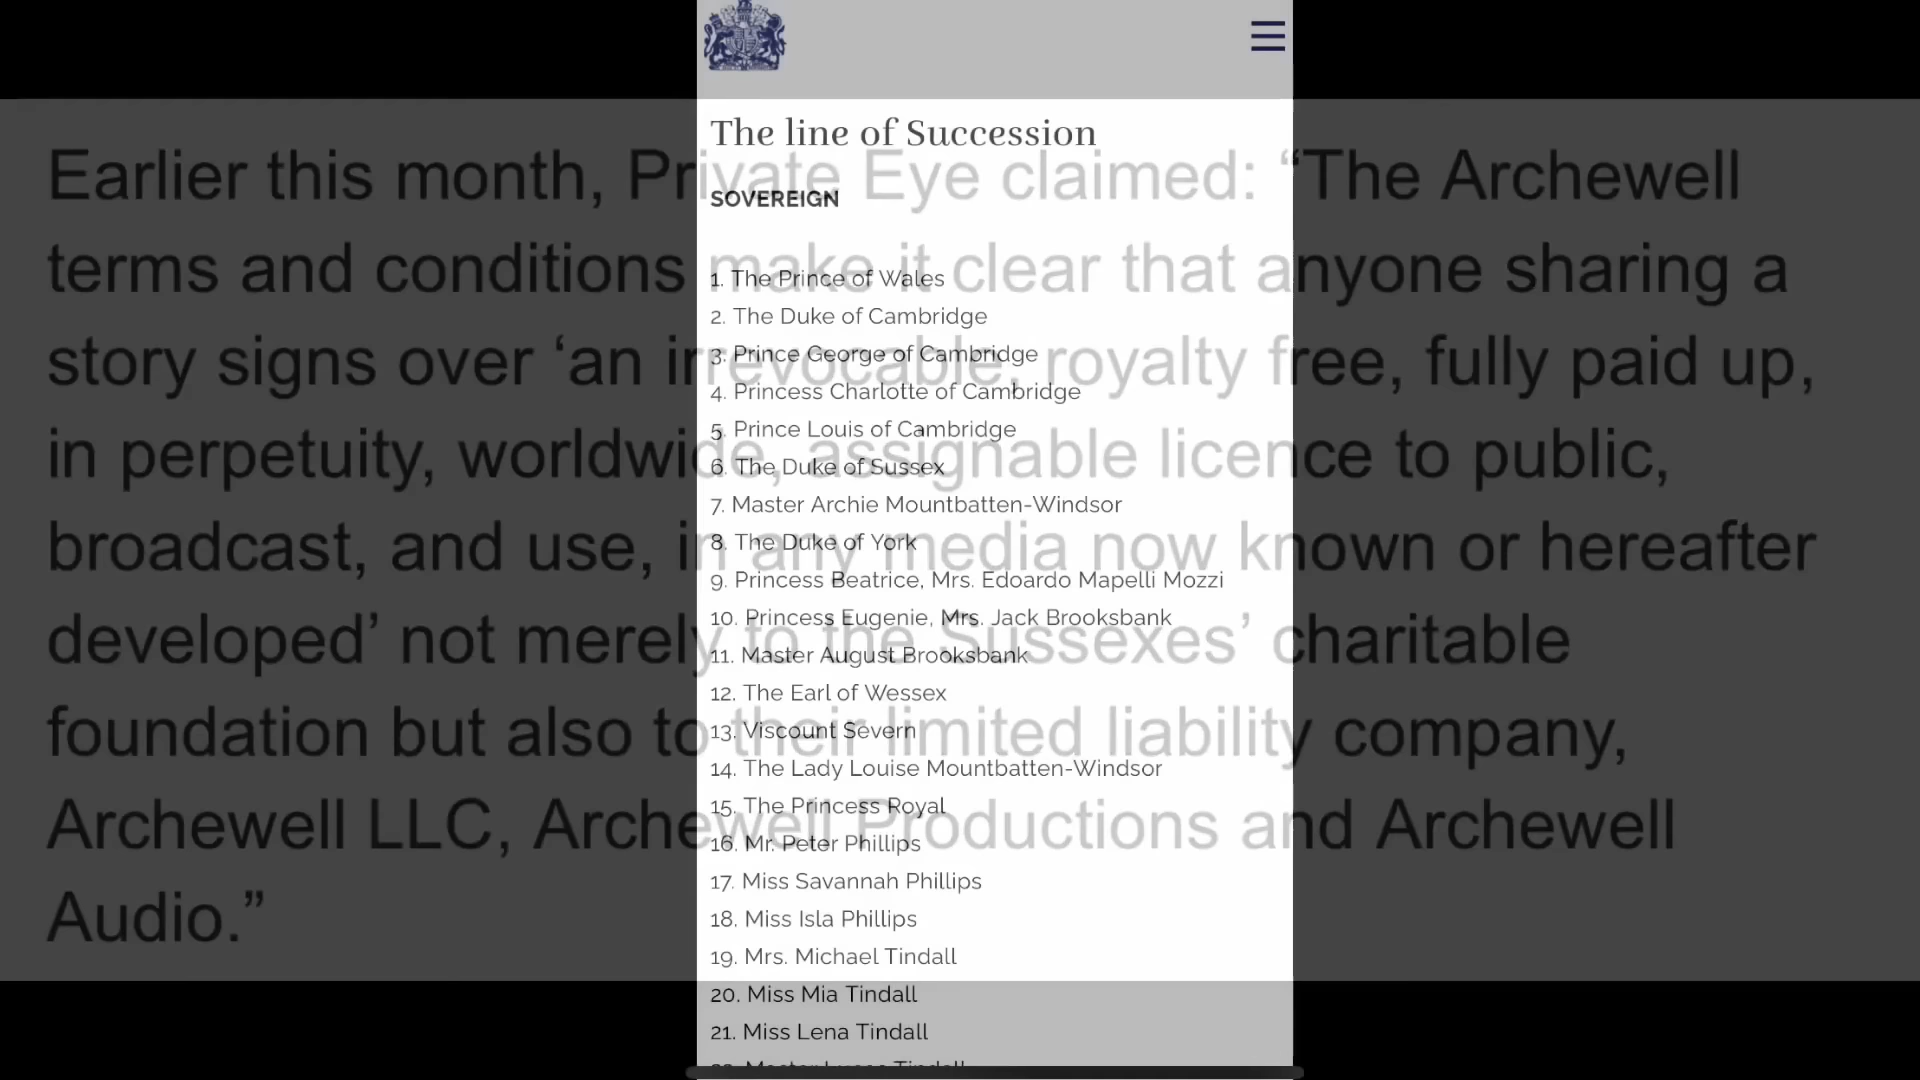 The line of Succession
SOVEREIGN
1. The Prince of Wales
2. The Duke of Cambridge
3. Prince George of Cambridge
4. Princess Charlotte of Cambridge
5. Prince Louis of Cambridge
6. The Duke of Sussex
7. Master Archie Mountbatten-Windsor
8. The Duke of York
9. Princess Beatrice, Mrs. Edoardo Mapelli Mozzi
10. Princess Eugenie, Mrs. Jack Brooksbank
11. Master August Brooksbank
12. The Earl of Wessex
13. Viscount Severn
14. The Lady Louise Mountbatten-Windsor
15. The Princess Royal
16. Mr. Peter Phillips
17. Miss Savannah Phillips
18. Miss Isla Phillips
19. Mrs. Michael Tindall
20. Miss Mia Tindall
21. Miss Lena Tindall
Earlier this month, Private Eye claimed: “The Archewell
terms and conditions make it clear that anyone sharing a
story signs over ‘an irrevocable, royalty free, fully paid up,
in perpetuity, worldwide, assignable licence to public,
broadcast, and use, in any media now known or hereafter
developed’ not merely to the Sussexes’ charitable
foundation but also to their limited liability company,
Archewell LLC, Archewell Productions and Archewell
Audio.”